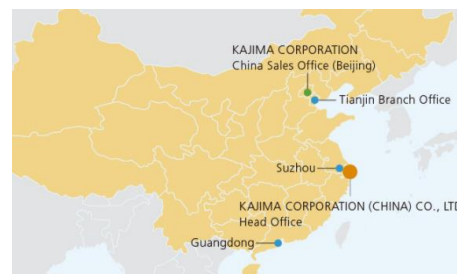 KAJIMA CORPORATION
China Sales Office (Beijing)
Tianjin Branch Office
Suzhou
KAJIMA CORPORATION (CHINA) CO., LTD
Head Office
Guangdong